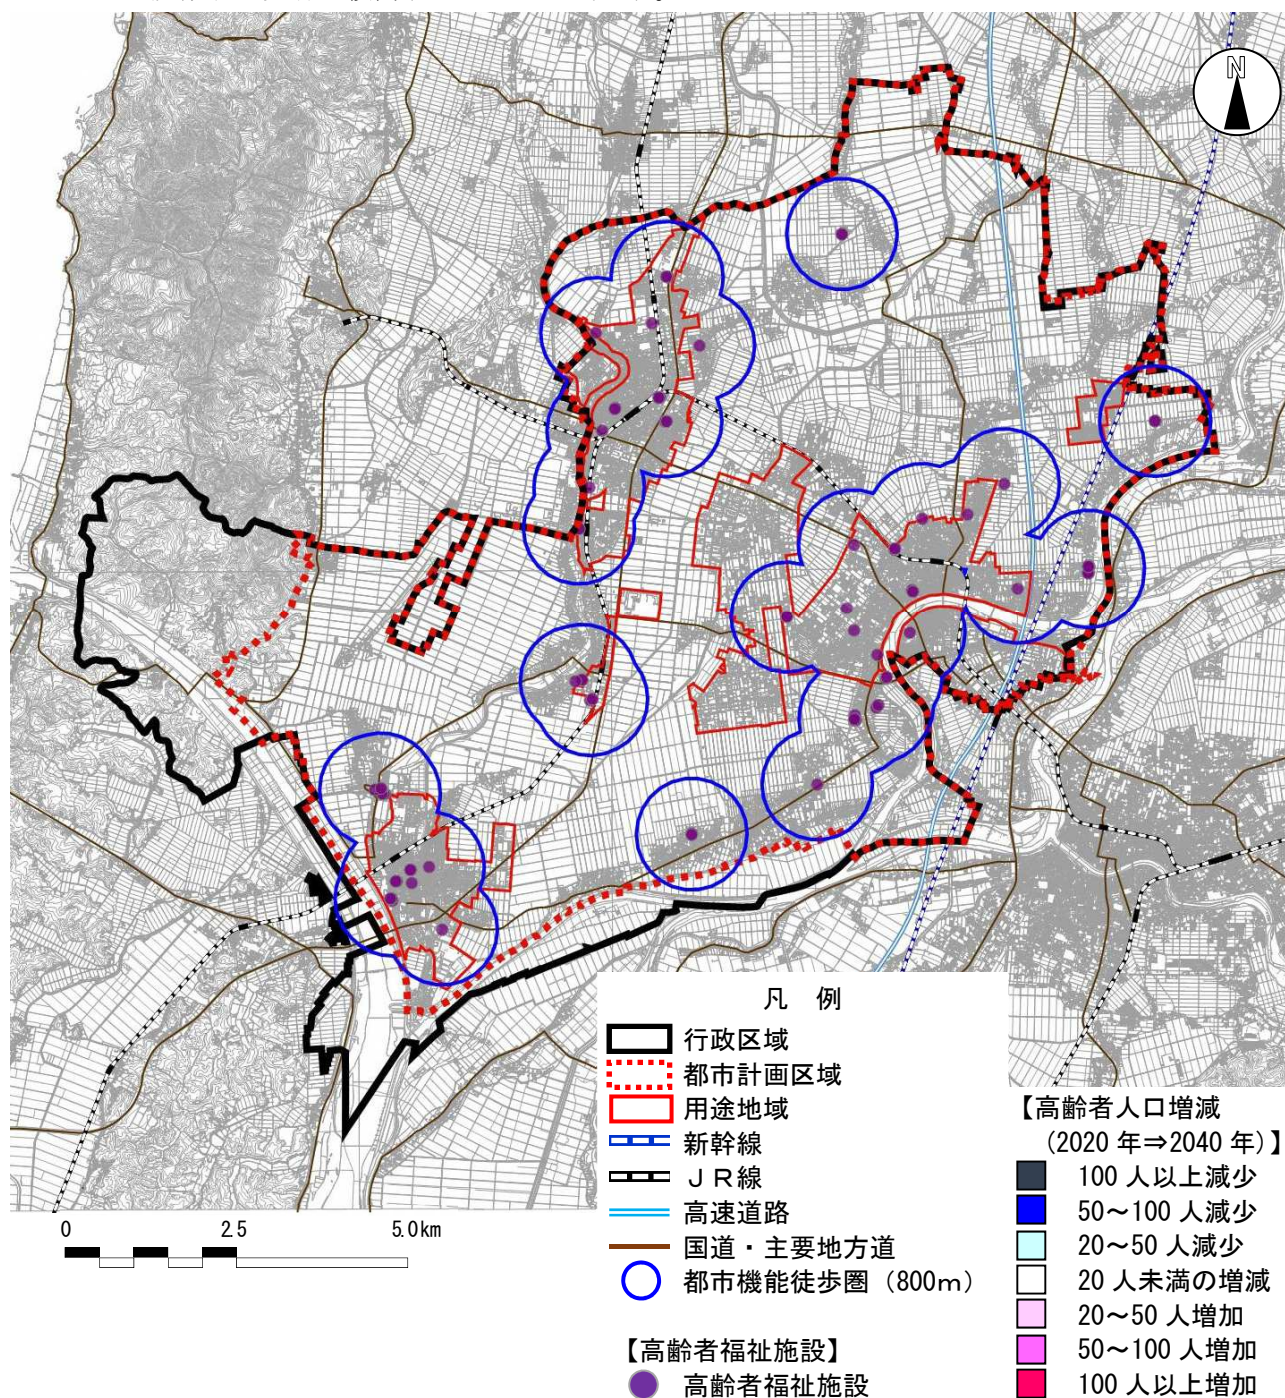 N
凡 例
行政区域
都市計画区域
用途地域
新幹線
ＪＲ線
高速道路
国道・主要地方道
都市機能徒歩圏（800ｍ）
【高齢者福祉施設】
高齢者福祉施設
【高齢者人口増減
（2020 年⇒2040 年）】
100 人以上減少
50～100 人減少
20～50 人減少
20 人未満の増減
20～50 人増加
50～100 人増加
100 人以上増加
0 2.5 5.0km